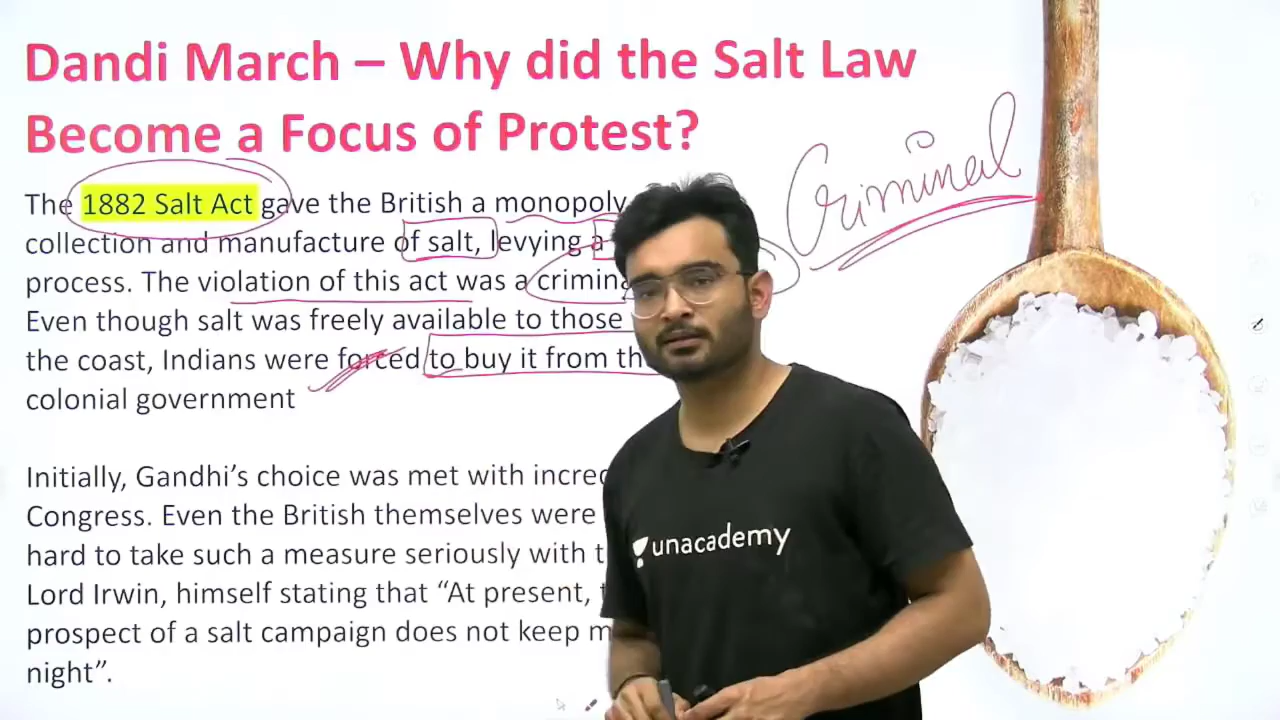 Dandi March – Why did the Salt Law
Become a Focus of Protest?
Criminal
The 1882 Salt Act gave the British a monopoly
collection and manufacture of salt, levying a
process. The violation of this act was a
Even though salt was freely available to those
the coast, Indians were forced to buy it from
colonial government
Initially, Gandhi’s choice was met with
Congress. Even the British themselves were
hard to take such a measure seriously with
Lord Irwin, himself stating that “At present,
prospect of a salt campaign does not keep
night”.
unacademy